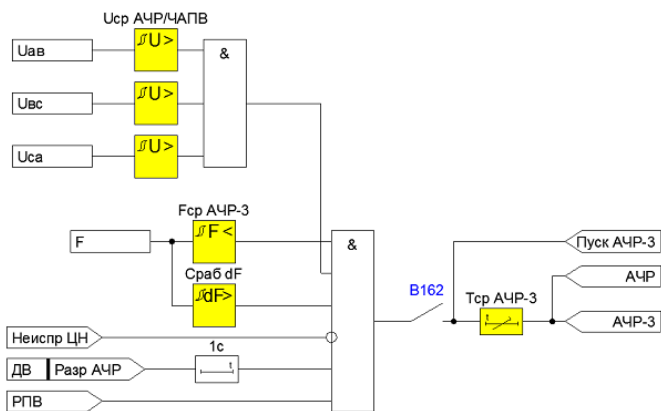 Uср АЧР/ЧАПВ
Uав
U>
&
Uвс
U>
Uса
U>
Fср АЧР-3
F
F <
&
Пуск АЧР-3
Сраб dF
dF>
B162
Тср АЧР-3
t
АЧР
АЧР-3
Неиспр ЦН
1с
ДВ
Разр АЧР
t
РПВ